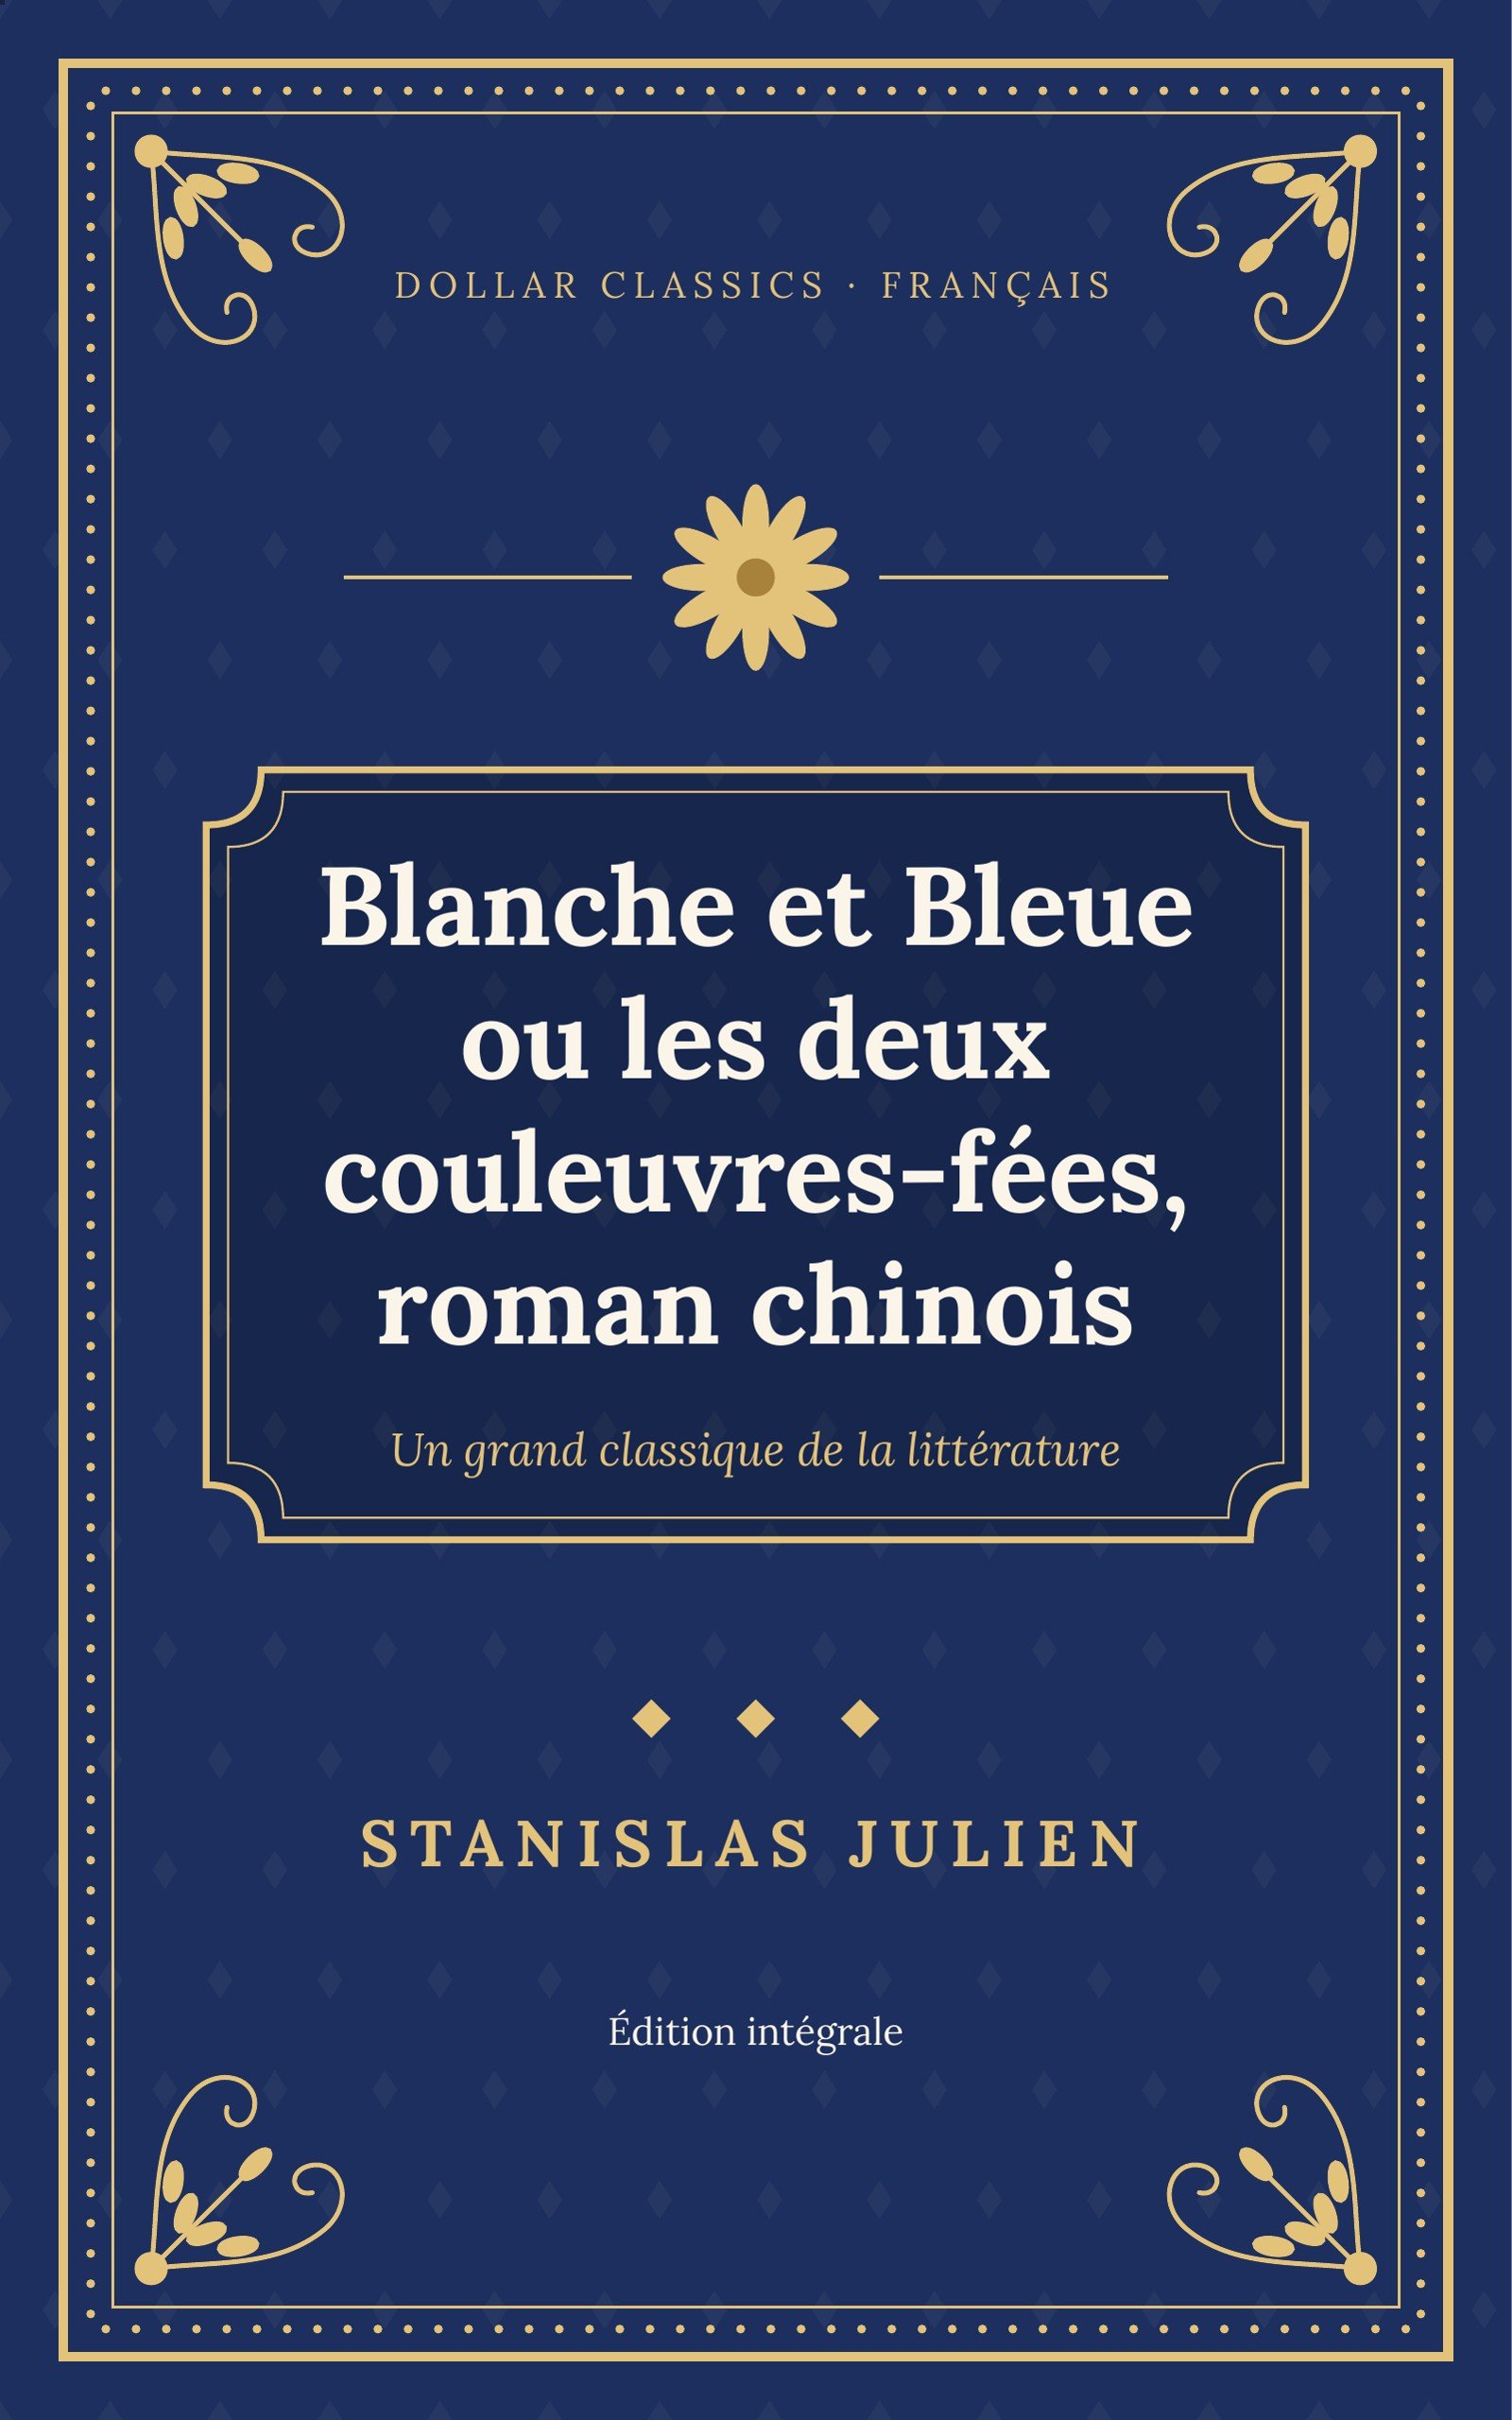 DOLLAR CLASSICS · FRANÇAIS
Blanche et Bleue
ou les deux
couleuvres-fées,
roman chinois
Un grand classique de la littérature
STANISLAS JULIEN
Édition intégrale